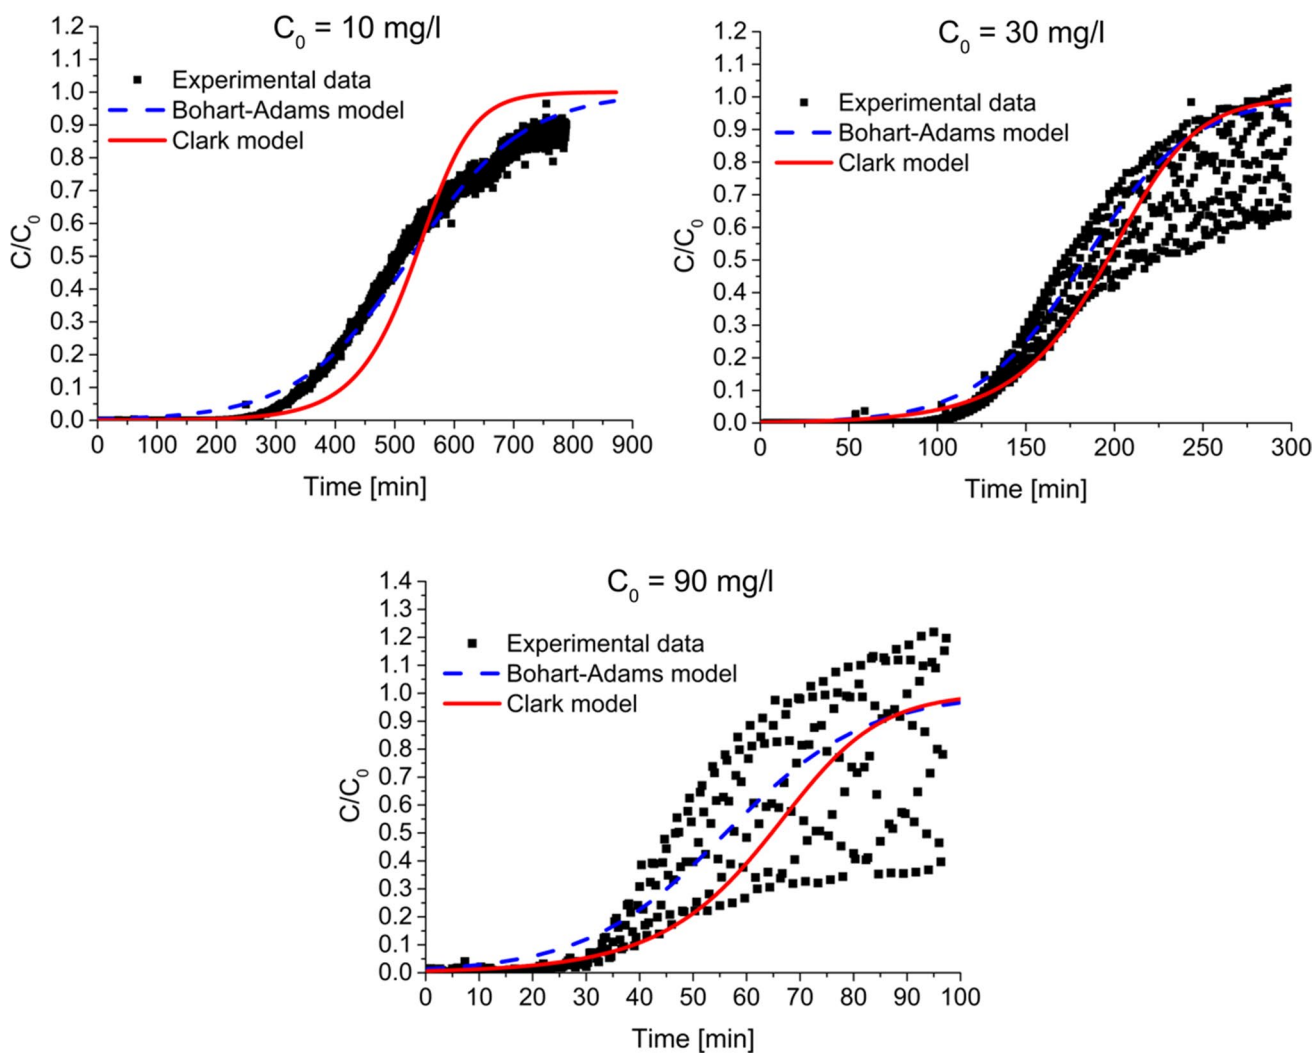 C0 = 10 mg/l
Experimental data
Bohart-Adams model
Clark model
1.2
1.1
1.0
0.9
0.8
0.7
0.6
0.5
0.4
0.3
0.2
0.1
0.0
C/C0
0 100 200 300 400 500 600 700 800 900
Time [min]
C0 = 30 mg/l
Experimental data
Bohart-Adams model
Clark model
1.2
1.1
1.0
0.9
0.8
0.7
0.6
0.5
0.4
0.3
0.2
0.1
0.0
C/C0
0 50 100 150 200 250 300
Time [min]
C0 = 90 mg/l
Experimental data
Bohart-Adams model
Clark model
1.4
1.3
1.2
1.1
1.0
0.9
0.8
0.7
0.6
0.5
0.4
0.3
0.2
0.1
0.0
C/C0
0 10 20 30 40 50 60 70 80 90 100
Time [min]